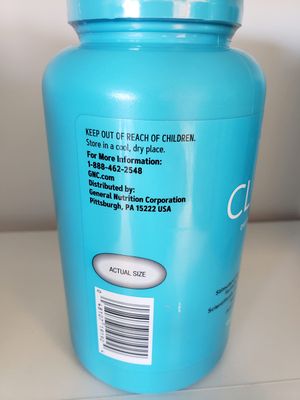 KEEP OUT OF REACH OF CHILDREN.
Store in a cool, dry place.
For More Information:
1-888-462-2548
GNC.com
Distributed by:
General Nutrition Corporation
Pittsburgh, PA 15222 USA
CL
ACTUAL SIZE